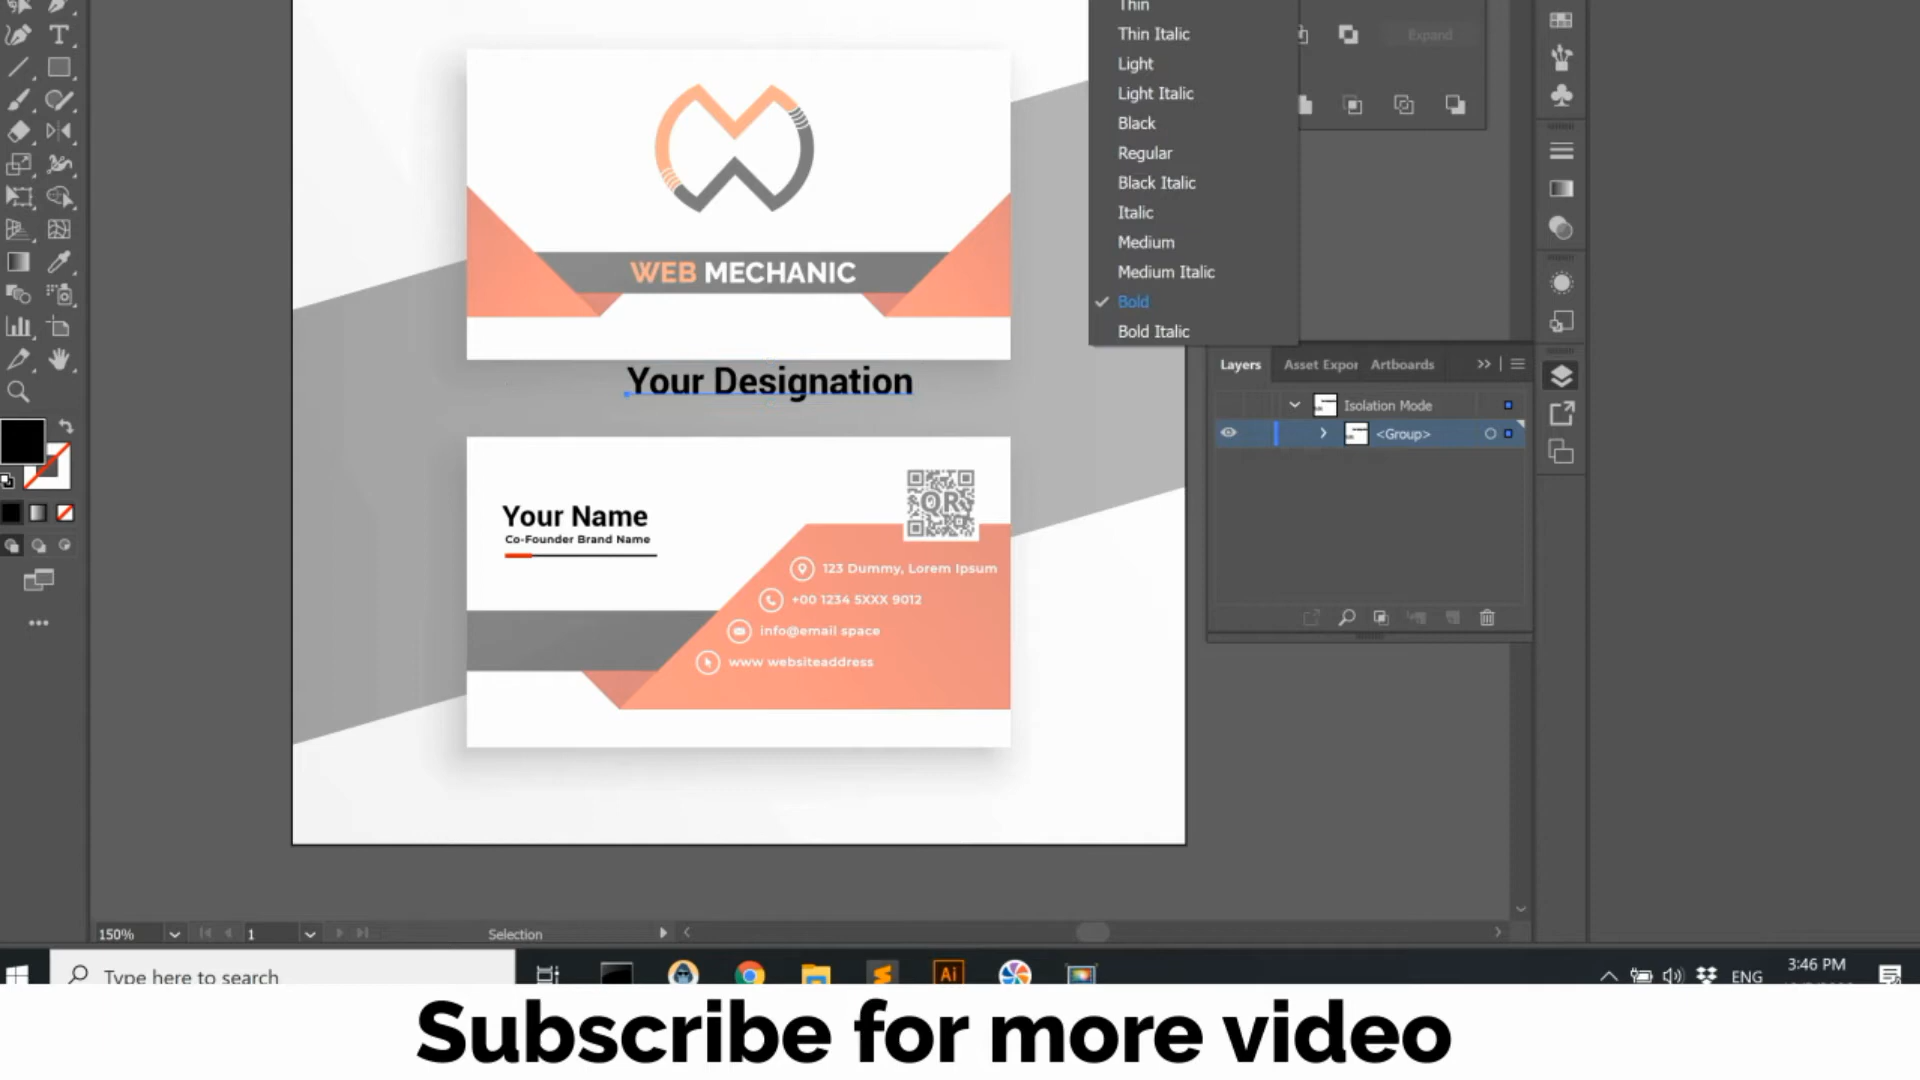 Thin
Thin Italic
Light
Light Italic
Black
Regular
Black Italic
Italic
Medium
Medium Italic
Bold
Bold Italic
Expand
WEB MECHANIC
Your Designation
Layers
Asset Expor
Artboards
Isolation Mode
<Group>
QR
Your Name
Co-Founder Brand Name
123 Dummy, Lorem Ipsum
+00 1234 5XXX 9012
info@email space
www websiteaddress
150%
1
Selection
Type here to search
Ai
ENG
3:46 PM
Subscribe for more video